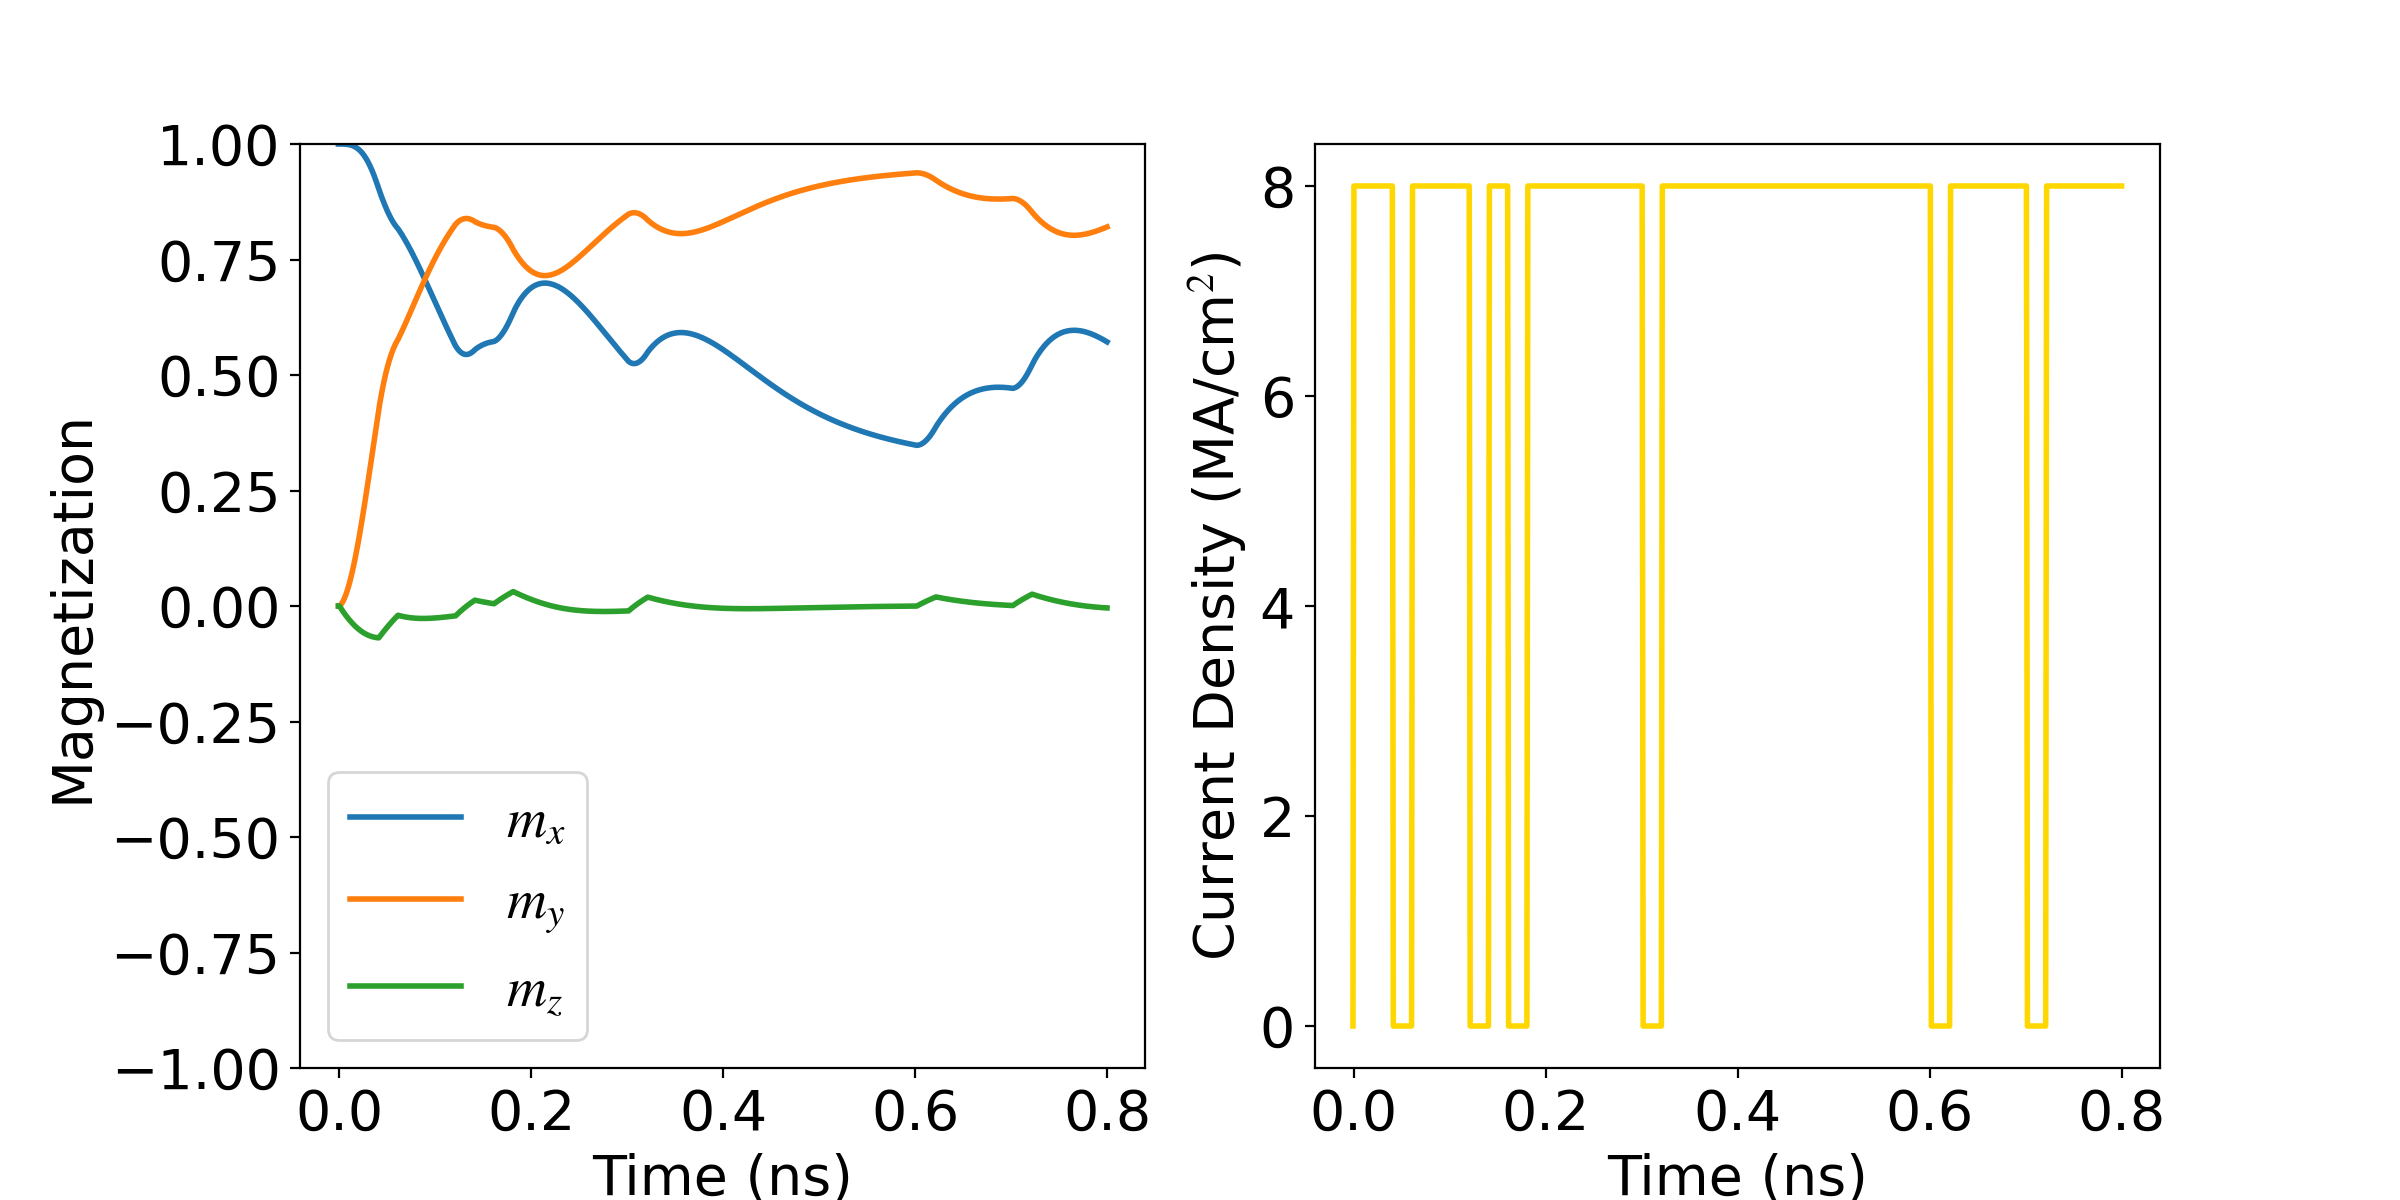 1.00
0.75
0.50
0.25
0.00
−0.25
−0.50
−0.75
−1.00
Magnetization
m_x
m_y
m_z
0.0 0.2 0.4 0.6 0.8
Time (ns)
8
6
4
2
0
Current Density (MA/cm²)
0.0 0.2 0.4 0.6 0.8
Time (ns)